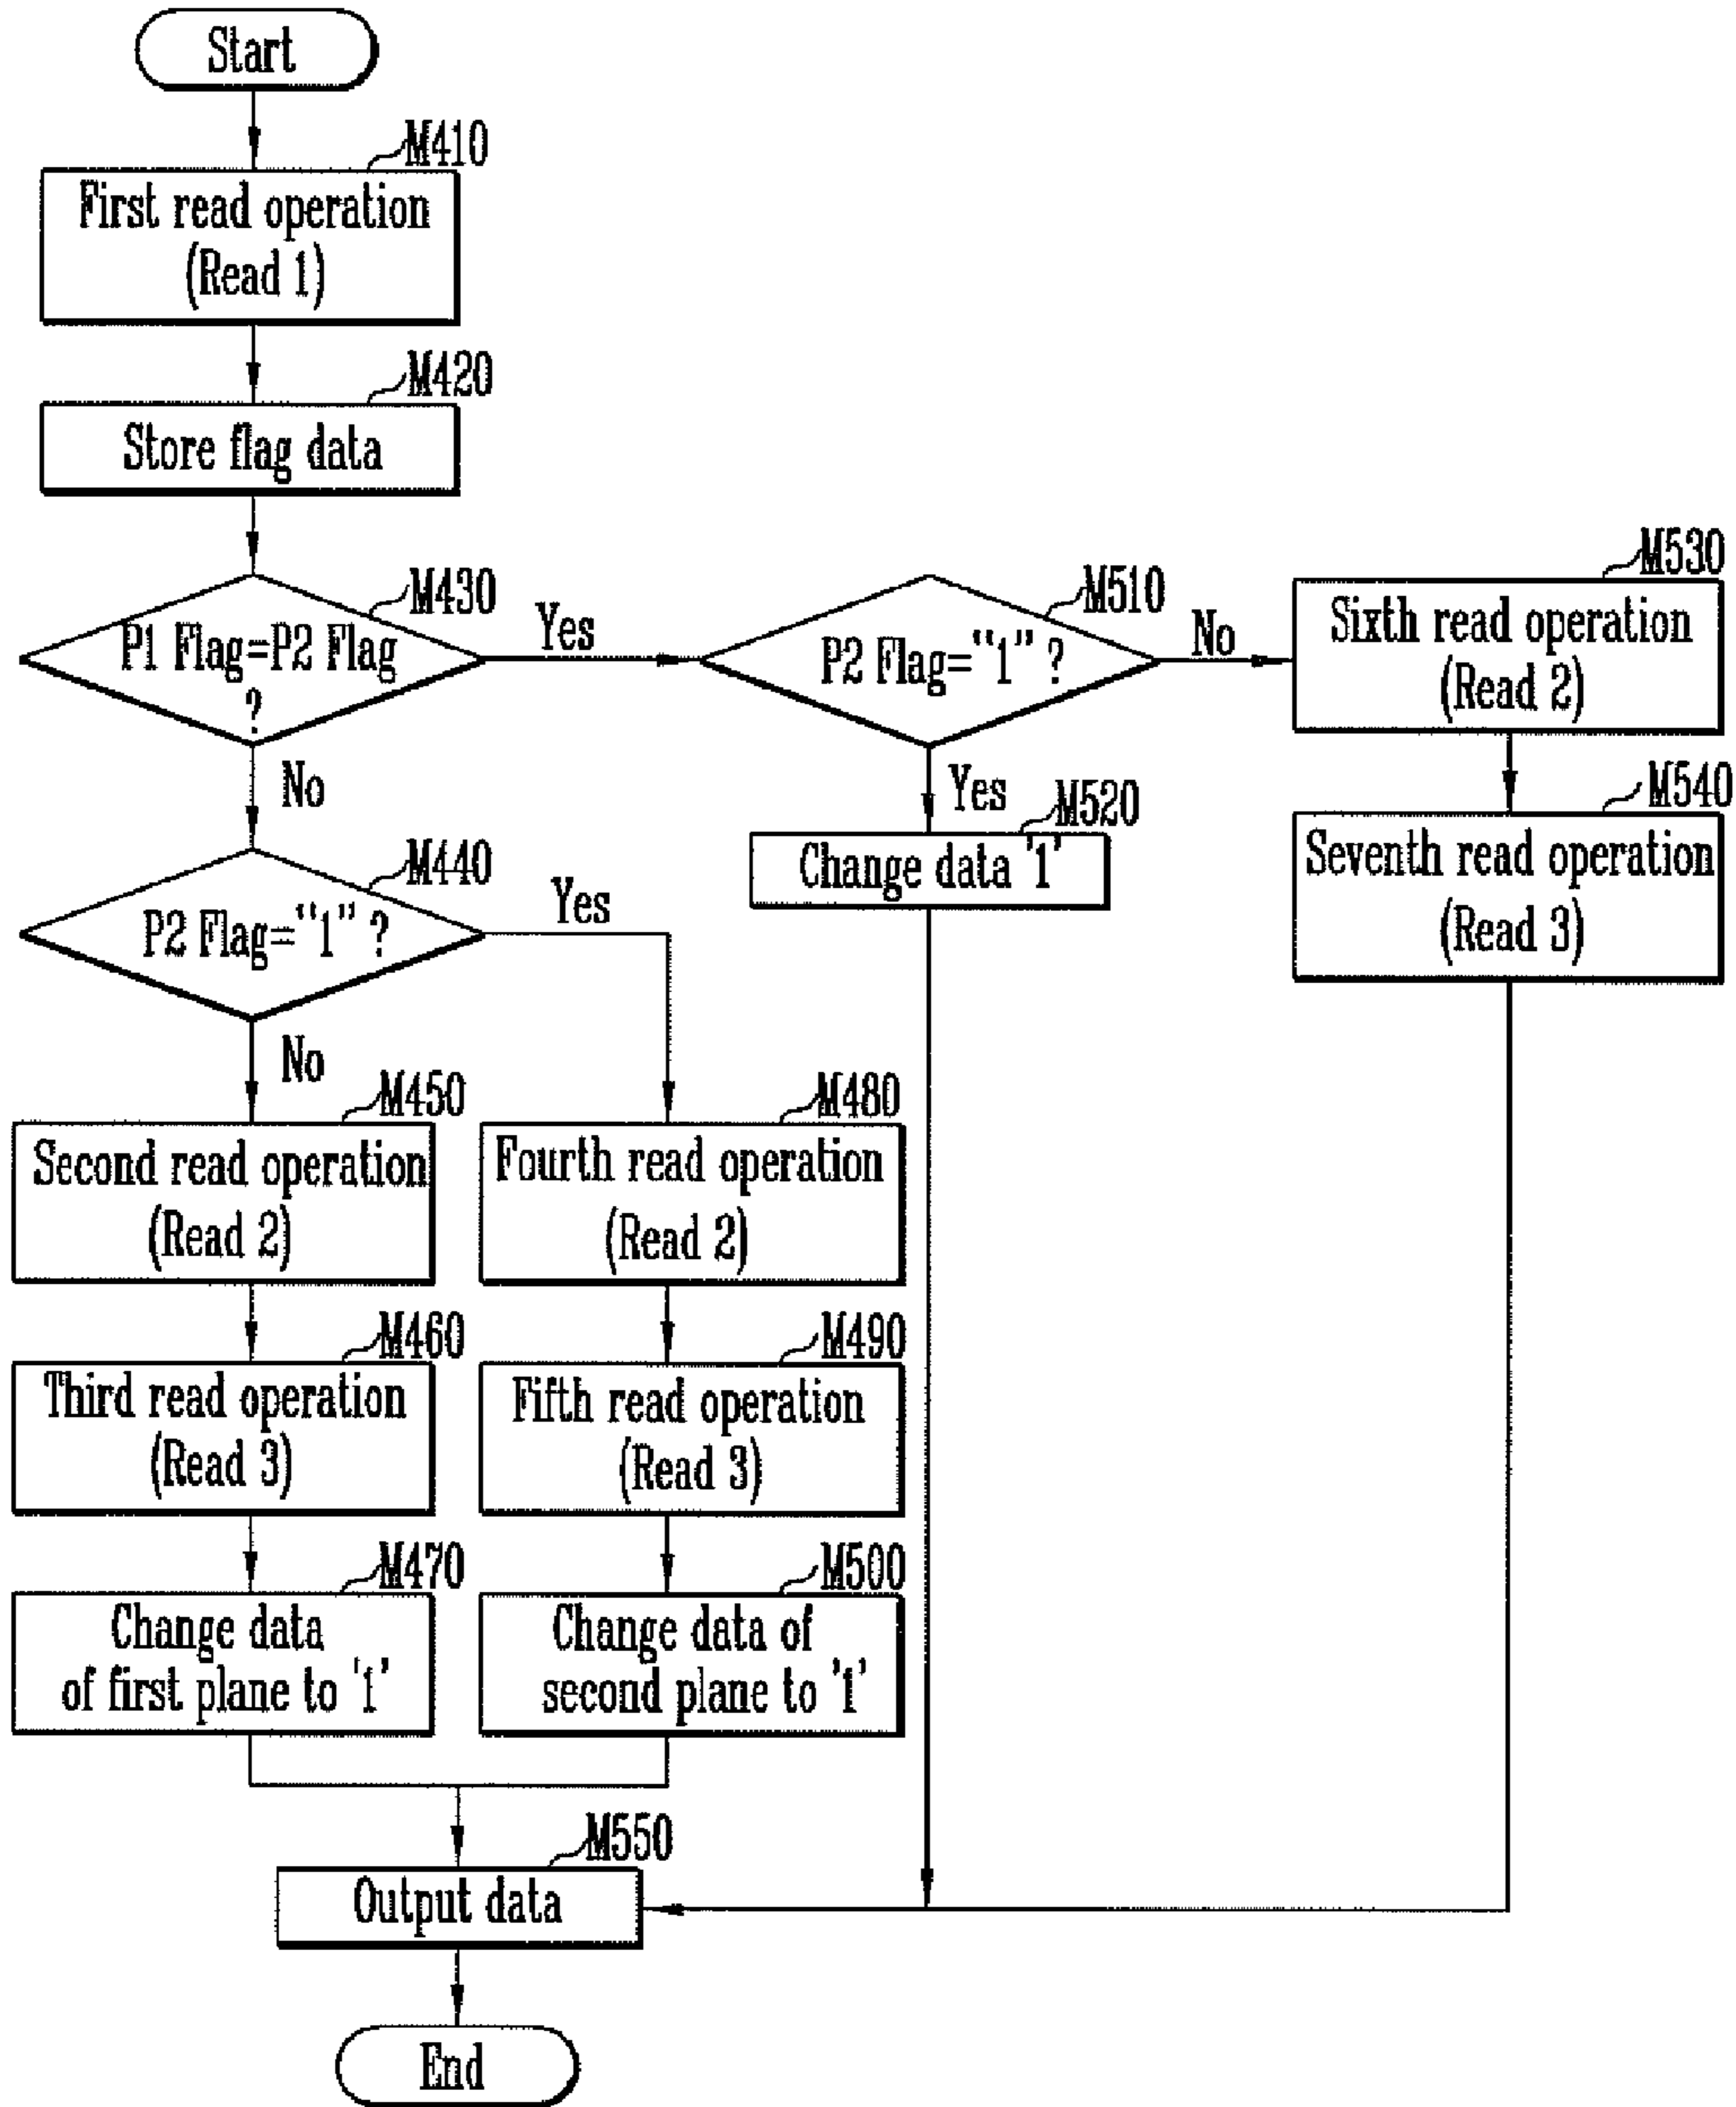 Start
M410
First read operation
(Read 1)
M420
Store flag data
M430
P1 Flag=P2 Flag
?
Yes
No
M510
P2 Flag="1" ?
No
Yes
M530
Sixth read operation
(Read 2)
M520
Change data '1'
M540
Seventh read operation
(Read 3)
M440
P2 Flag="1" ?
Yes
No
M450
Second read operation
(Read 2)
M480
Fourth read operation
(Read 2)
M460
Third read operation
(Read 3)
M490
Fifth read operation
(Read 3)
M470
Change data
of first plane to '1'
M500
Change data of
second plane to '1'
M550
Output data
End